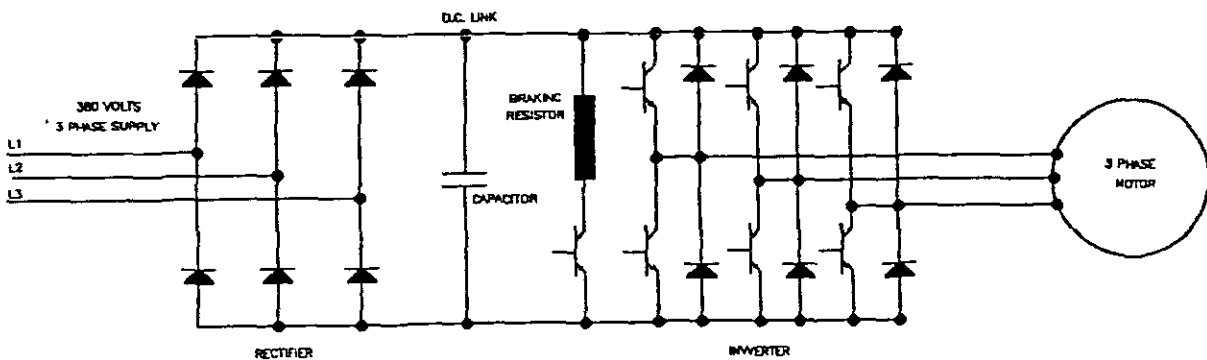 D.C. LINK
380 VOLTS
3 PHASE SUPPLY
L1
L2
L3
BRAKING
RESISTOR
CAPACITOR
3 PHASE
MOTOR
RECTIFIER
INVERTER